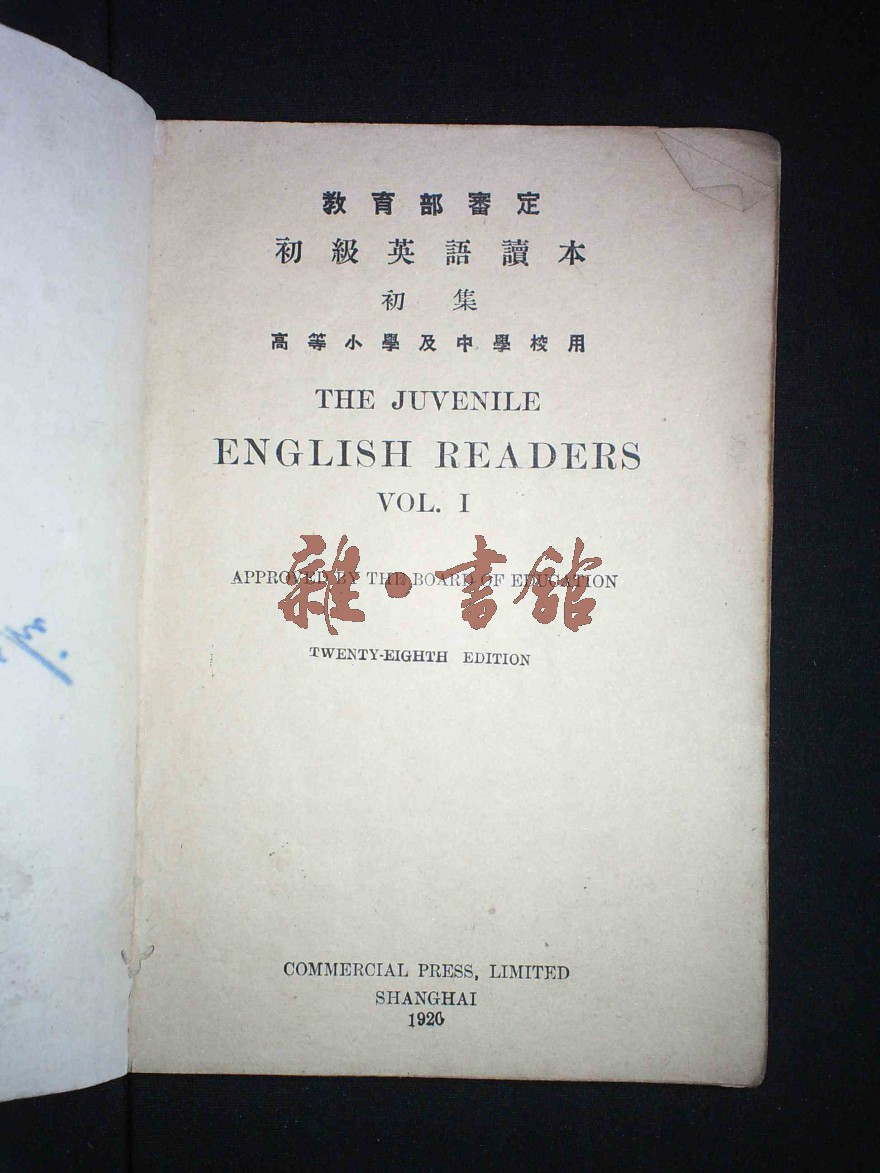 教育部審定
初級英語讀本
初集
高等小學及中學校用
THE JUVENILE
ENGLISH READERS
VOL. I
APPROVED BY THE BOARD OF EDUCATION
雜·書館
TWENTY-EIGHTH EDITION
COMMERCIAL PRESS, LIMITED
SHANGHAI
1926